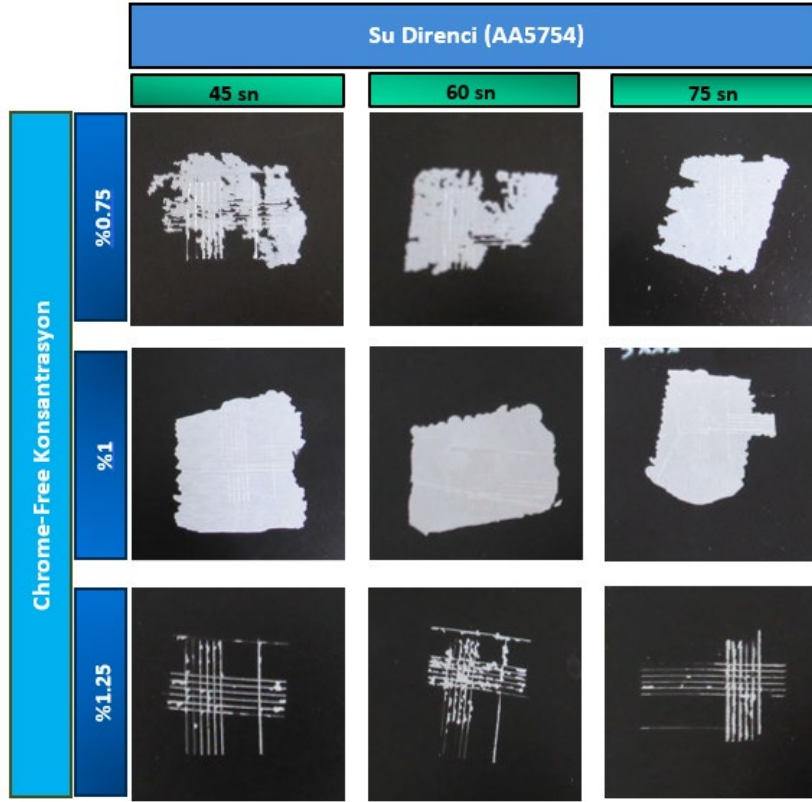 Su Direnci (AA5754)
45 sn
60 sn
75 sn
Chrome-Free Konsantrasyon
%0.75
%1
%1.25